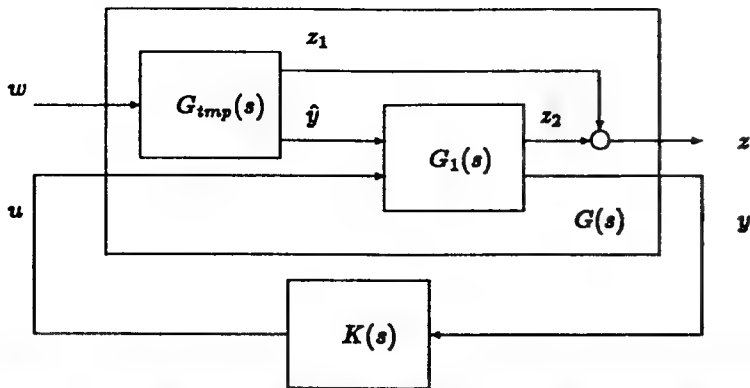 z₁
w
G_tmp(s)
ŷ
z₂
G₁(s)
z
u
G(s)
y
K(s)